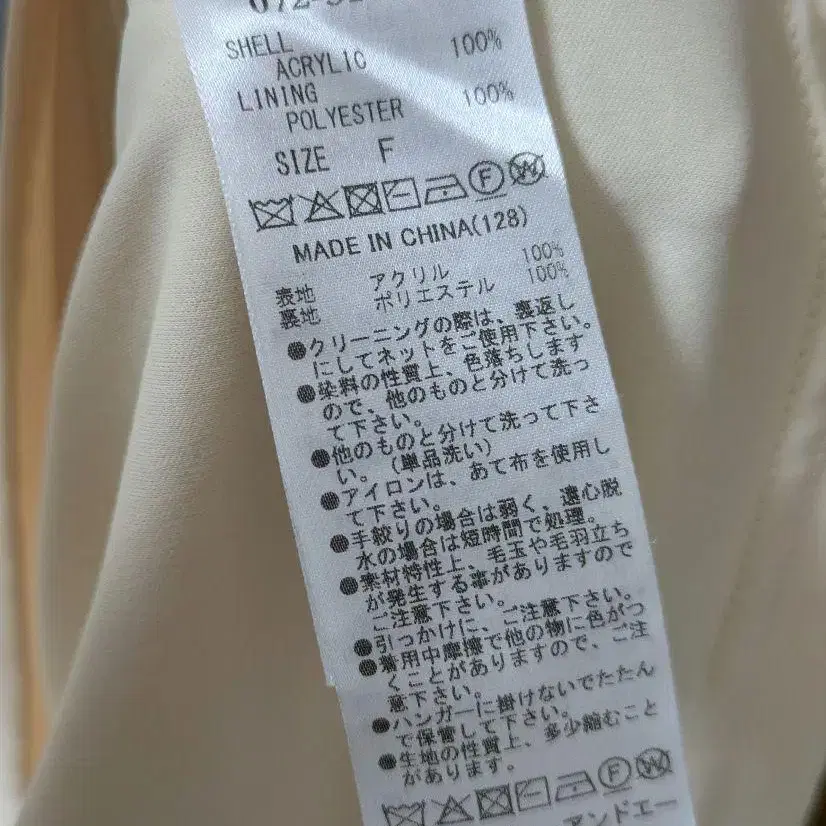 SHELL
ACRYLIC 100%
LINING
POLYESTER 100%
SIZE F
F W
MADE IN CHINA(128)
表地 アクリル 100%
裏地 ポリエステル 100%
●クリーニングの際は、裏返し
にしてネットをご使用下さい。
●染料の性質上、色落ちします
ので、他のものと分けて洗っ
て下さい。
●他のものと分けて洗って下さ
い。(単品洗い)
●アイロンは、あて布を使用し
て下さい。
●手絞りの場合は弱く、遠心脱
水の場合は短時間で処理。
●素材特性上、毛玉や毛羽立ち
が発生する事がありますので
ご注意下さい。
●引っかけに、ご注意下さい。
●着用中摩擦で他の物に色がつ
くことがありますので、ご注
意下さい。
●ハンガーに掛けないでたたん
で保管して下さい。
●生地の性質上、多少縮むこと
があります。
F W
アンドエー